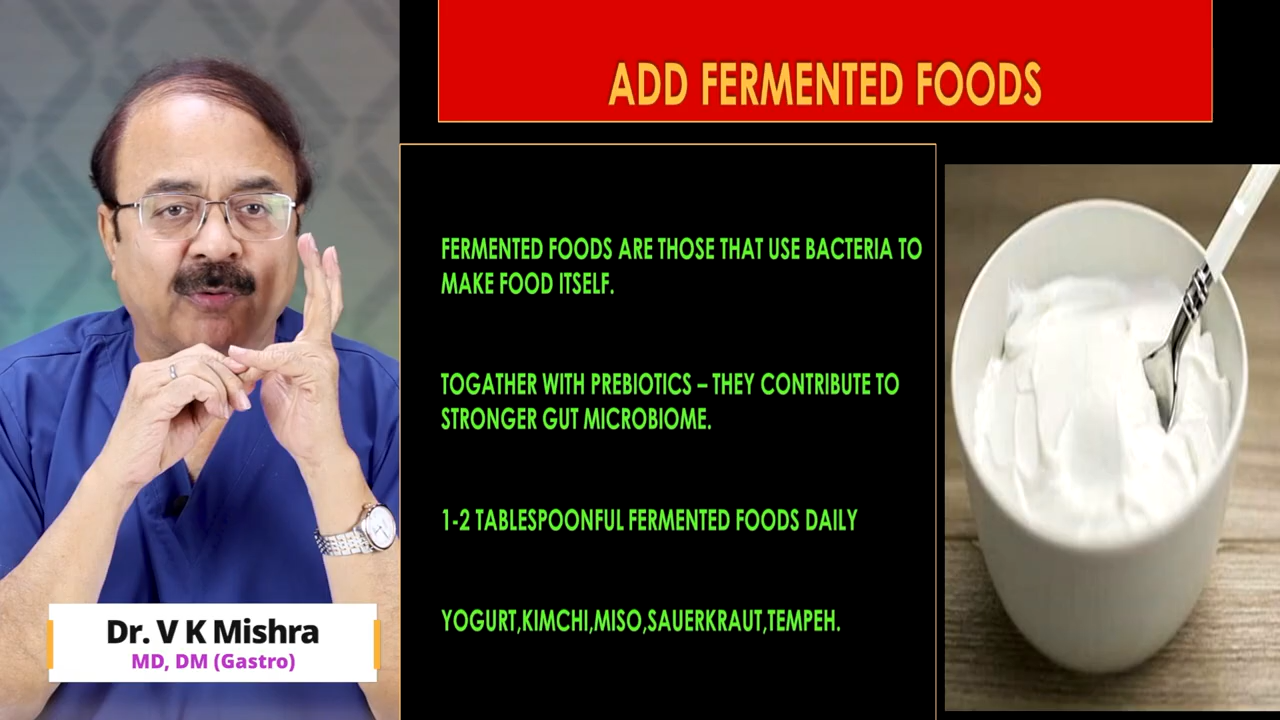 ADD FERMENTED FOODS
FERMENTED FOODS ARE THOSE THAT USE BACTERIA TO
MAKE FOOD ITSELF.
TOGATHER WITH PREBIOTICS – THEY CONTRIBUTE TO
STRONGER GUT MICROBIOME.
1-2 TABLESPOONFUL FERMENTED FOODS DAILY
YOGURT,KIMCHI,MISO,SAUERKRAUT,TEMPEH.
Dr. V K Mishra
MD, DM (Gastro)